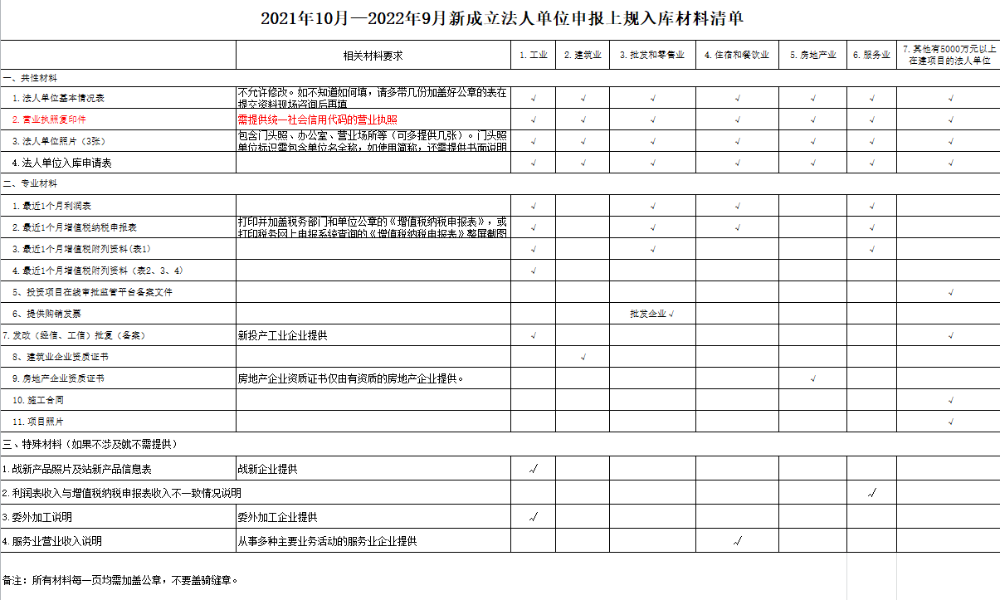 2021年10月—2022年9月新成立法人单位申报上规入库材料清单
相关材料要求 1.工业 2.建筑业 3.批发和零售业 4.住宿和餐饮业 5.房地产业 6.服务业 7.其他有5000万元以上
在建项目的法人单位
一、共性材料
1.法人单位基本情况表 不允许修改。如不知道如何填，请多带几份加盖好公章的表在 √ √ √ √ √ √ √
提交资料现场咨询后再填
2.营业执照复印件 需提供统一社会信用代码的营业执照 √ √ √ √ √ √ √
3.法人单位照片（3张） 包含门头照、办公室、营业场所等（可多提供几张）。门头照 √ √ √ √ √ √ √
单位标识需包含单位名全称，如使用简称，还需提供书面说明
4.法人单位入库申请表 √ √ √ √ √ √ √
二、专业材料
1.最近1个月利润表 √ √ √ √
2.最近1个月增值税纳税申报表 打印并加盖税务部门和单位公章的《增值税纳税申报表》，或 √ √ √ √
打印税务网上申报系统查询的《增值税纳税申报表》整屏截图
3.最近1个月增值税附列资料(表1) √ √ √
4.最近1个月增值税附列资料（表2、3、4） √
5、投资项目在线审批监管平台备案文件 √
6、提供购销发票 批发企业√
7.发改（经信、工信）批复（备案） 新投产工业企业提供 √ √
8、建筑业企业资质证书 √
9.房地产企业资质证书 房地产企业资质证书仅由有资质的房地产企业提供。 √
10.施工合同 √
11.项目照片 √
三、特殊材料（如果不涉及就不需提供）
1.战新产品照片及站新产品信息表 战新企业提供 √
2.利润表收入与增值税纳税申报表收入不一致情况说明 √
3.委外加工说明 委外加工企业提供 √
4.服务业营业收入说明 从事多种主要业务活动的服务业企业提供 √
备注：所有材料每一页均需加盖公章，不要盖骑缝章。